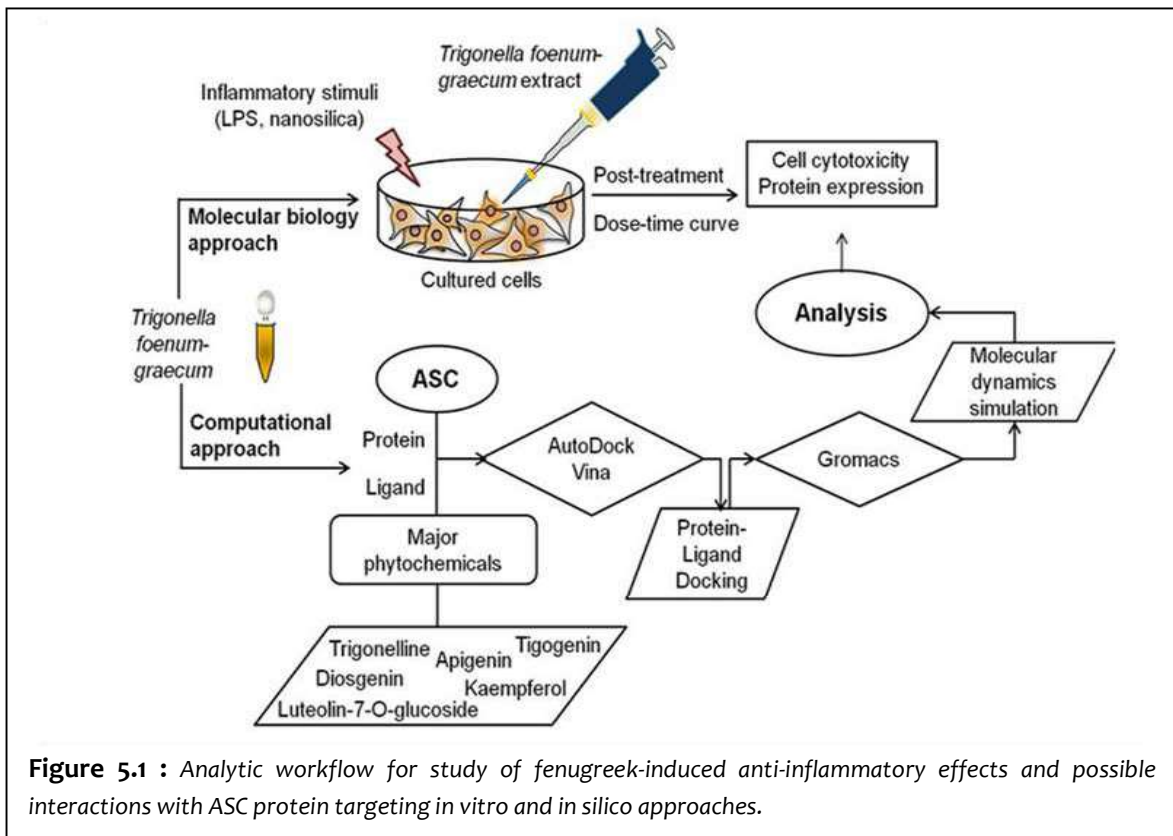 Trigonella foenum-
graecum extract
Inflammatory stimuli
(LPS, nanosilica)
Post-treatment
Dose-time curve
Cell cytotoxicity
Protein expression
Molecular biology
approach
Cultured cells
Trigonella
foenum-
graecum
Computational
approach
ASC
Protein
Ligand
AutoDock
Vina
Gromacs
Analysis
Molecular
dynamics
simulation
Protein-
Ligand
Docking
Major
phytochemicals
Trigonelline
Apigenin
Tigogenin
Diosgenin
Kaempferol
Luteolin-7-O-glucoside
Figure 5.1 : Analytic workflow for study of fenugreek-induced anti-inflammatory effects and possible
interactions with ASC protein targeting in vitro and in silico approaches.